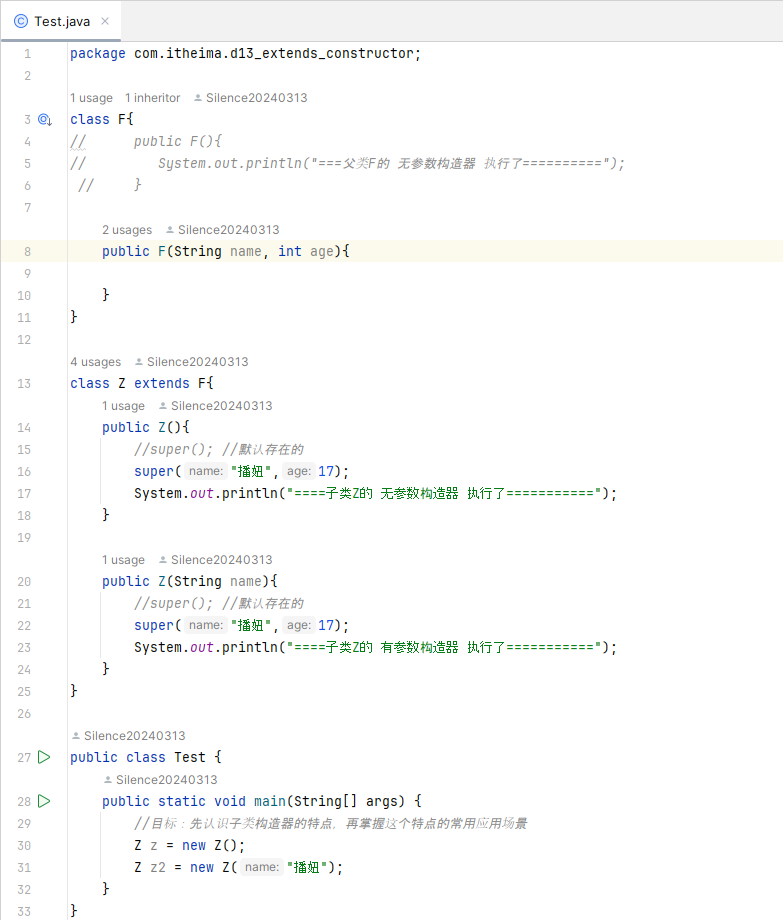 Test.java
1 package com.itheima.d13_extends_constructor;
2
1 usage 1 inheritor Silence20240313
3 class F{
4 // public F(){
5 // System.out.println("===父类F的 无参数构造器 执行了==========");
6 // }
7
2 usages Silence20240313
8 public F(String name, int age){
9
10 }
11 }
12
4 usages Silence20240313
13 class Z extends F{
1 usage Silence20240313
14 public Z(){
15 //super(); //默认存在的
16 super( name: "播妞", age: 17);
17 System.out.println("====子类Z的 无参数构造器 执行了===========");
18 }
19
1 usage Silence20240313
20 public Z(String name){
21 //super(); //默认存在的
22 super( name: "播妞", age: 17);
23 System.out.println("====子类Z的 有参数构造器 执行了===========");
24 }
25 }
26
Silence20240313
27 public class Test {
Silence20240313
28 public static void main(String[] args) {
29 //目标：先认识子类构造器的特点，再掌握这个特点的常用应用场景
30 Z z = new Z();
31 Z z2 = new Z( name: "播妞");
32 }
33 }